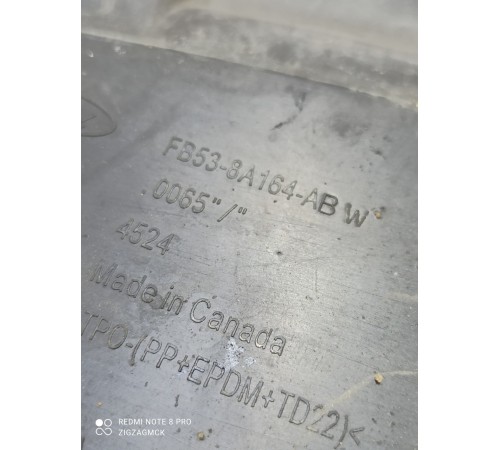 FB53-8A164-AB W
.0065"/"
4524
Made in Canada
TPO-(PP+EPDM+TD22)<
REDMI NOTE 8 PRO
ZIGZAGMCK